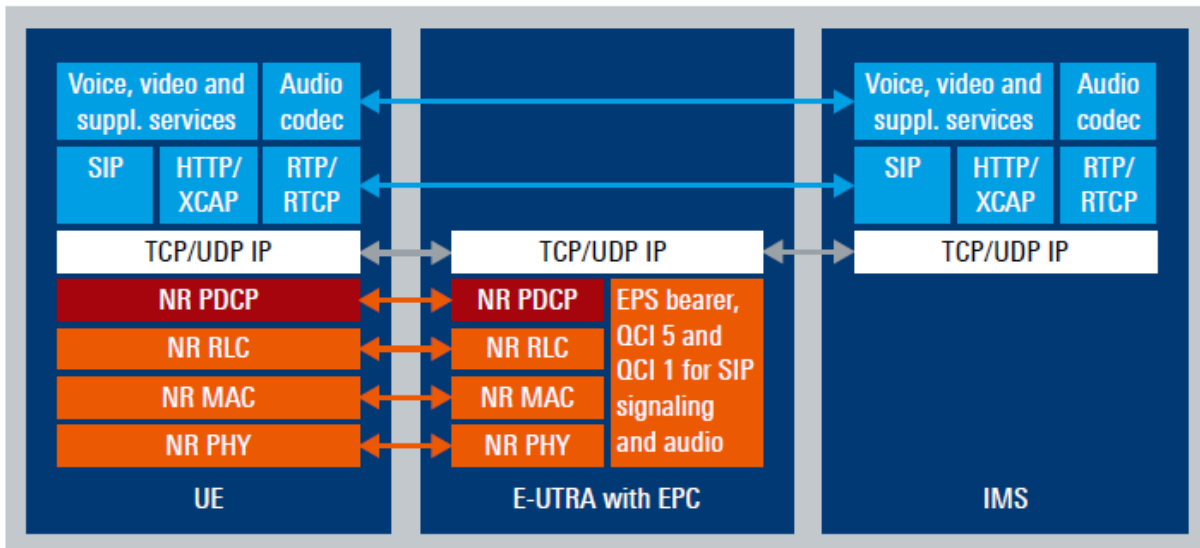 Voice, video and
suppl. services
Audio
codec
SIP
HTTP/
XCAP
RTP/
RTCP
TCP/UDP IP
NR PDCP
NR RLC
NR MAC
NR PHY
UE
TCP/UDP IP
NR PDCP
NR RLC
NR MAC
NR PHY
EPS bearer,
QCI 5 and
QCI 1 for SIP
signaling
and audio
E-UTRA with EPC
Voice, video and
suppl. services
Audio
codec
SIP
HTTP/
XCAP
RTP/
RTCP
TCP/UDP IP
IMS